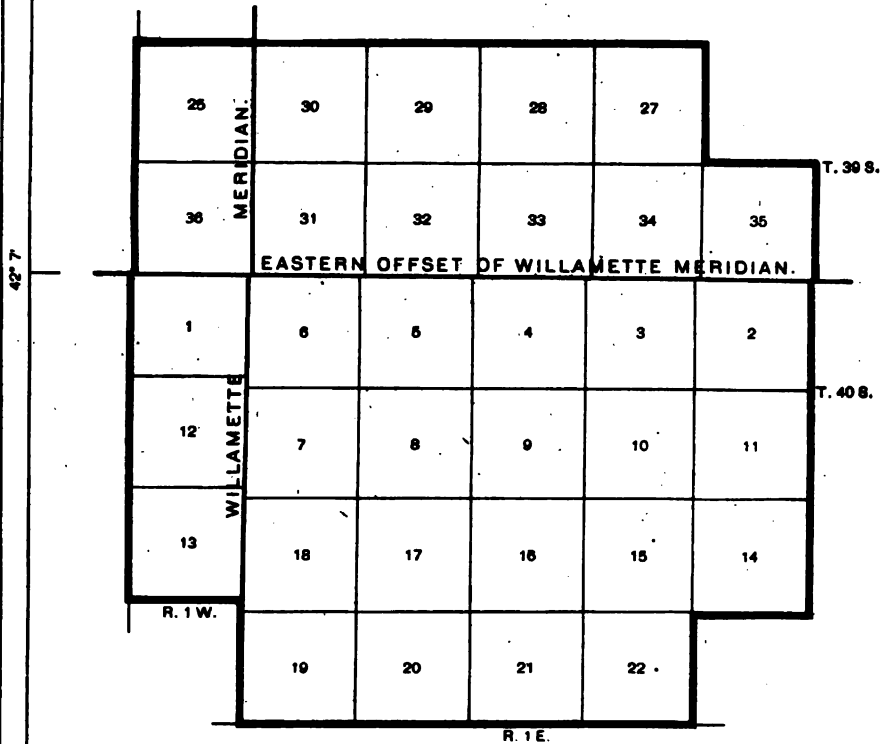 25 30 29 28 27
T. 39 S.
36 31 32 33 34 35
MERIDIAN.
42° 7'
EASTERN OFFSET OF WILLAMETTE MERIDIAN.
1 6 5 4 3 2
T. 40 S.
12 7 8 9 10 11
WILLAMETTE
13 18 17 16 15 14
R. 1 W.
19 20 21 22
R. 1 E.